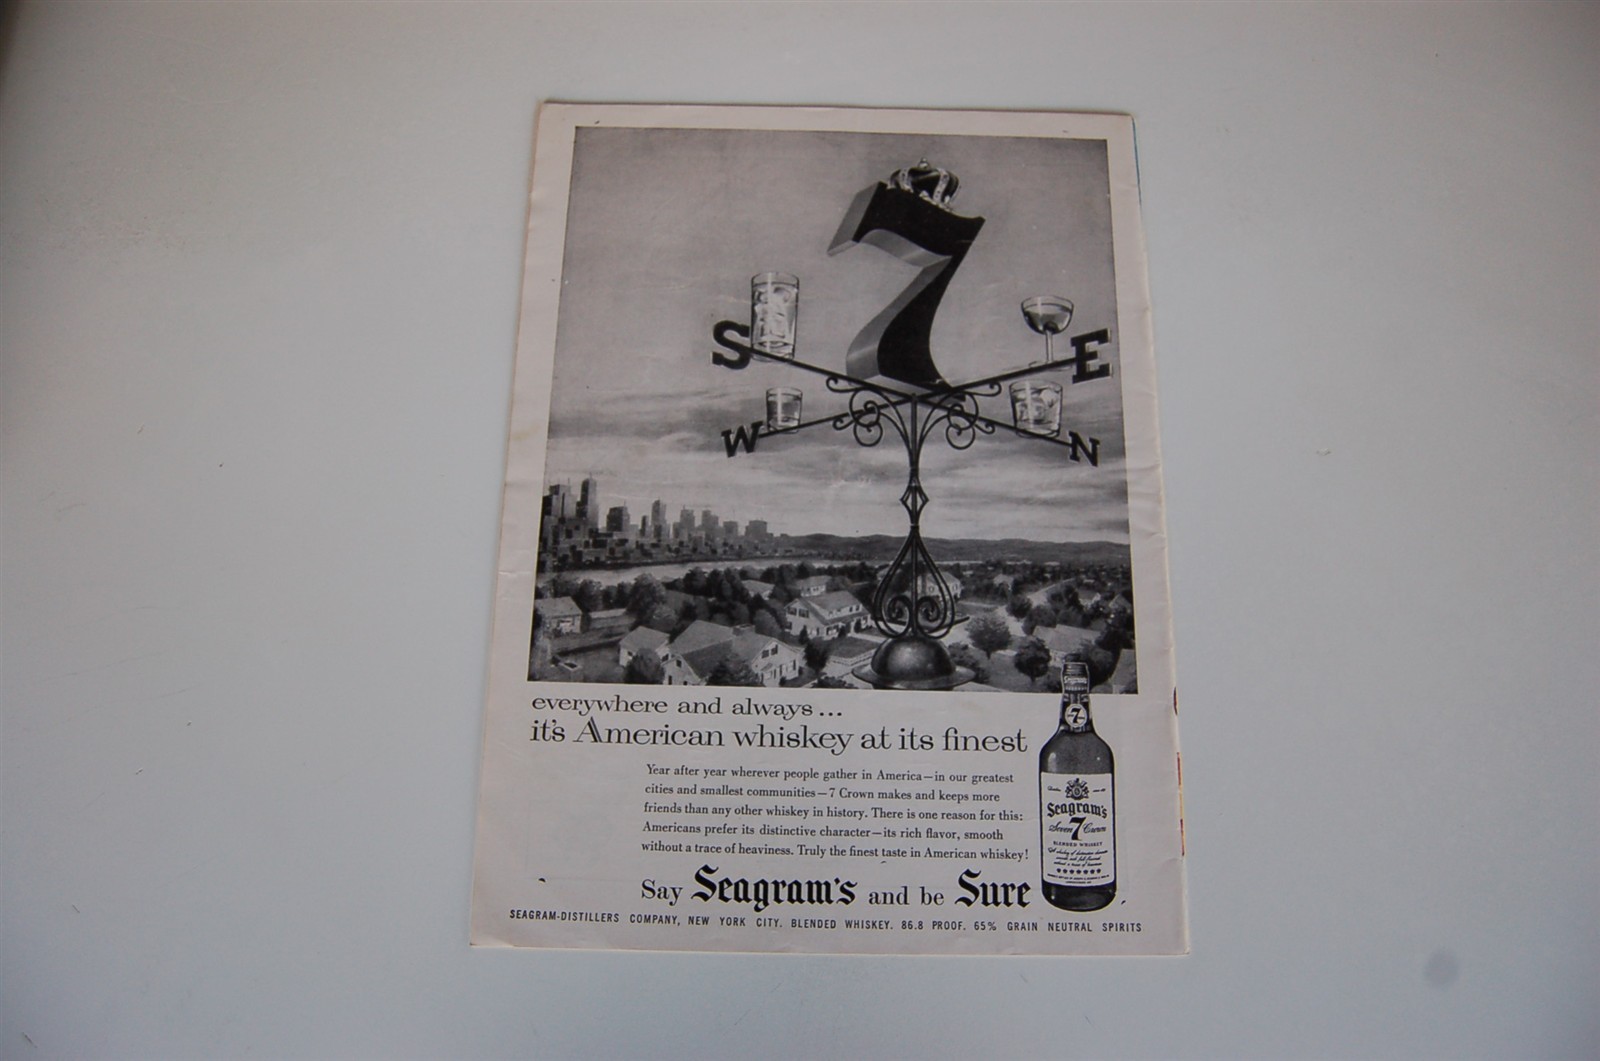 7
S
E
W
N
everywhere and always...
it's American whiskey at its finest
Year after year wherever people gather in America—in our greatest
cities and smallest communities—7 Crown makes and keeps more
friends than any other whiskey in history. There is one reason for this:
Americans prefer its distinctive character—its rich flavor, smooth
without a trace of heaviness. Truly the finest taste in American whiskey!
Say Seagram's and be Sure
SEAGRAM-DISTILLERS COMPANY, NEW YORK CITY. BLENDED WHISKEY. 86.8 PROOF. 65% GRAIN NEUTRAL SPIRITS
Seagram's
7
Seagram's
Seven 7 Crown
BLENDED WHISKEY